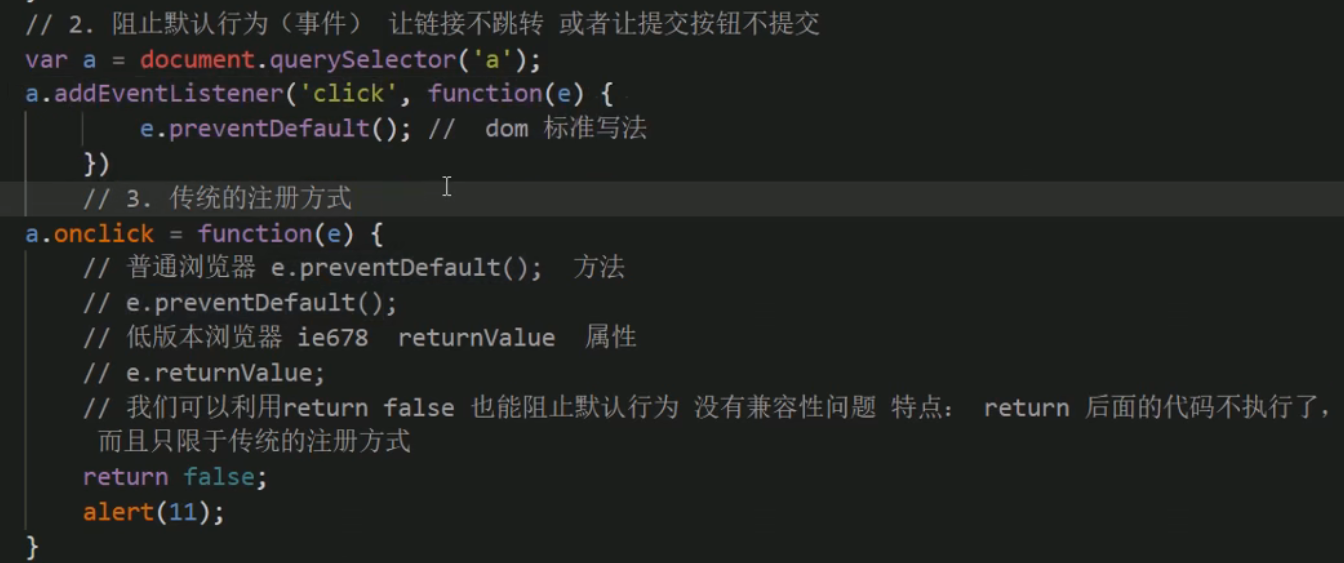 // 2. 阻止默认行为（事件） 让链接不跳转 或者让提交按钮不提交
var a = document.querySelector('a');
a.addEventListener('click', function(e) {
e.preventDefault(); //  dom 标准写法
})
// 3. 传统的注册方式
a.onclick = function(e) {
// 普通浏览器 e.preventDefault();  方法
// e.preventDefault();
// 低版本浏览器 ie678  returnValue  属性
// e.returnValue;
// 我们可以利用return false 也能阻止默认行为 没有兼容性问题 特点： return 后面的代码不执行了，
而且只限于传统的注册方式
return false;
alert(11);
}